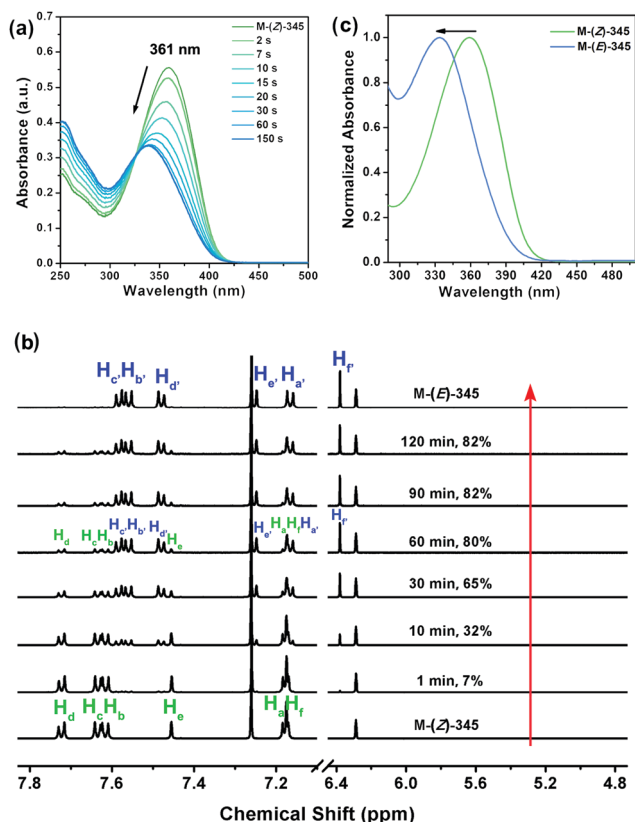 (a)
361 nm
M-(Z)-345
2 s
7 s
10 s
15 s
20 s
30 s
60 s
150 s
0.7
0.6
0.5
0.4
0.3
0.2
0.1
0.0
Absorbance (a.u.)
250 300 350 400 450 500
Wavelength (nm)
(c)
M-(Z)-345
M-(E)-345
1.0
0.8
0.6
0.4
0.2
0.0
Normalized Absorbance
300 330 360 390 420 450 480
Wavelength (nm)
(b)
Hc' Hb' Hd' He' Ha' Hf'
M-(E)-345
120 min, 82%
90 min, 82%
Hd Hc Hb Hc' Hb' Hd' He He' Ha Hf Ha' Hf'
60 min, 80%
30 min, 65%
10 min, 32%
1 min, 7%
Hd Hc Hb He Ha Hf
M-(Z)-345
7.8 7.6 7.4 7.2 6.4 6.0 5.6 5.2 4.8
Chemical Shift (ppm)